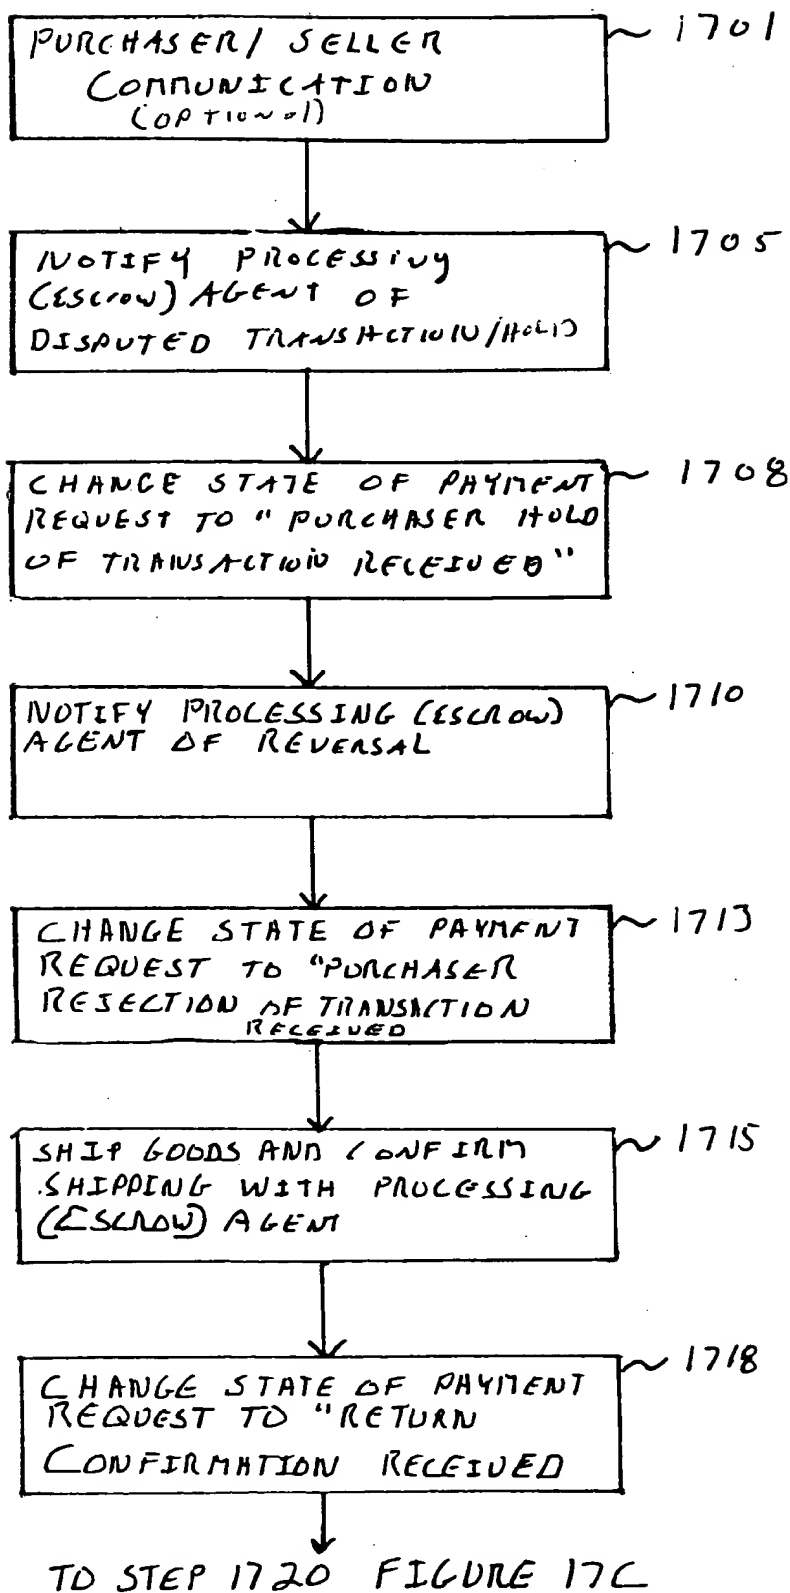 PURCHASER/ SELLER
1701
COMMUNICATION
(OPTIONAl)
NOTIFY PROCESSING
1705
(ESCROW) AGENT OF
DISPUTED TRANSACTION/HOLD
CHANGE STATE OF PAYMENT
1708
REQUEST TO "PURCHASER HOLD
OF TRANSACTION RECEIVED"
NOTIFY PROCESSING (ESCROW)
1710
AGENT OF REVERSAL
CHANGE STATE OF PAYMENT
1713
REQUEST TO "PURCHASER
REJECTION OF TRANSACTION
RECEIVED
SHIP GOODS AND CONFIRM
1715
SHIPPING WITH PROCESSING
(ESCROW) AGENT
CHANGE STATE OF PAYMENT
1718
REQUEST TO "RETURN
CONFIRMATION RECEIVED
TO STEP 1720 FIGURE 17C